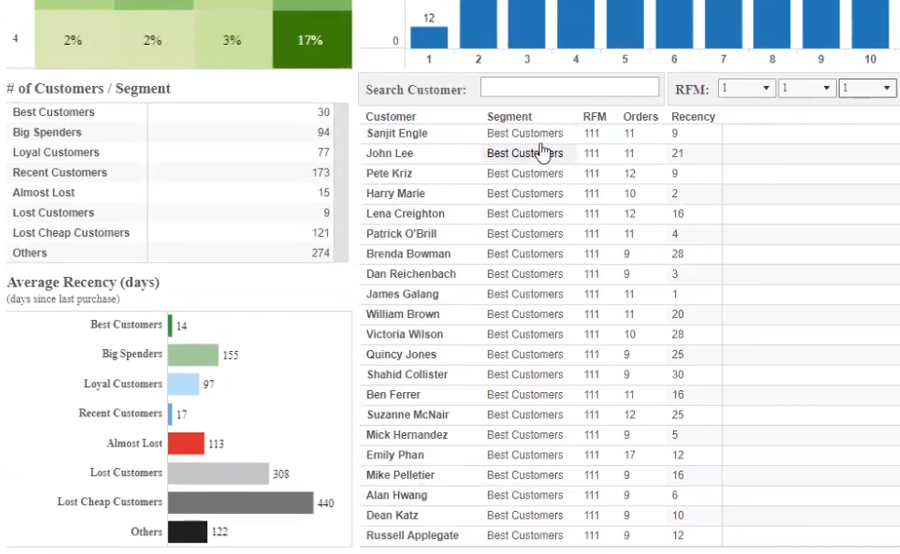 4 2% 2% 3% 17%
12
0
1 2 3 4 5 6 7 8 9 10
# of Customers / Segment
Best Customers 30
Big Spenders 94
Loyal Customers 77
Recent Customers 173
Almost Lost 15
Lost Customers 9
Lost Cheap Customers 121
Others 274
Average Recency (days)
(days since last purchase)
Best Customers 14
Big Spenders 155
Loyal Customers 97
Recent Customers 17
Almost Lost 113
Lost Customers 308
Lost Cheap Customers 440
Others 122
Search Customer: RFM: 1 1 1
Customer Segment RFM Orders Recency
Sanjit Engle Best Customers 111 11 9
John Lee Best Customers 111 11 21
Pete Kriz Best Customers 111 12 9
Harry Marie Best Customers 111 10 2
Lena Creighton Best Customers 111 12 16
Patrick O'Brill Best Customers 111 11 4
Brenda Bowman Best Customers 111 9 28
Dan Reichenbach Best Customers 111 9 3
James Galang Best Customers 111 11 1
William Brown Best Customers 111 11 20
Victoria Wilson Best Customers 111 10 28
Quincy Jones Best Customers 111 9 25
Shahid Collister Best Customers 111 9 30
Ben Ferrer Best Customers 111 11 16
Suzanne McNair Best Customers 111 12 25
Mick Hernandez Best Customers 111 9 5
Emily Phan Best Customers 111 17 12
Mike Pelletier Best Customers 111 9 16
Alan Hwang Best Customers 111 9 6
Dean Katz Best Customers 111 9 10
Russell Applegate Best Customers 111 9 12